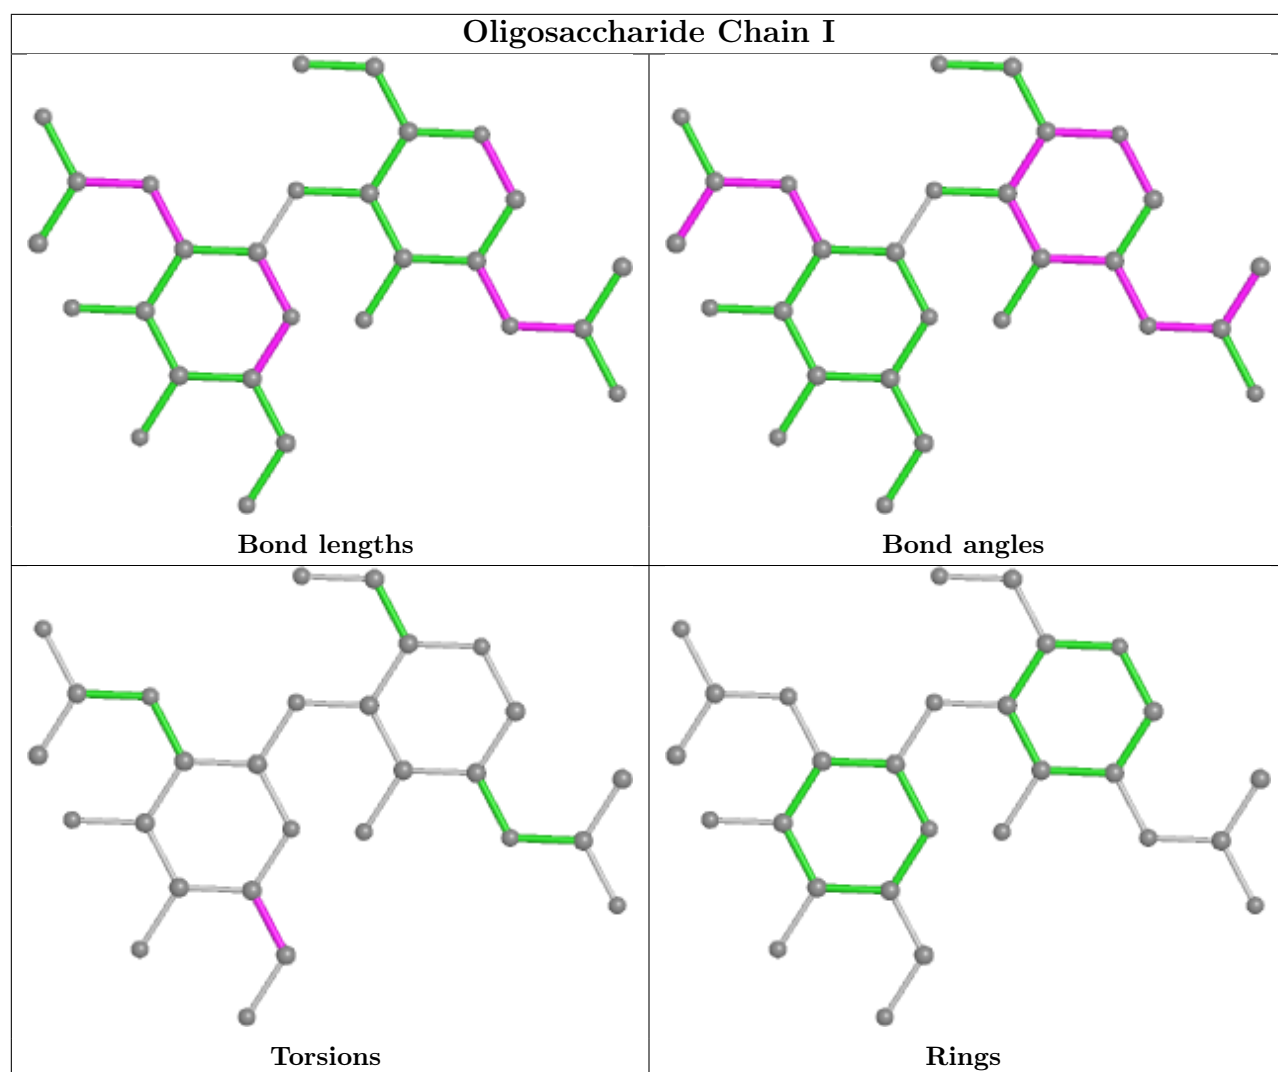 Oligosaccharide Chain I
Bond lengths
Bond angles
Torsions
Rings